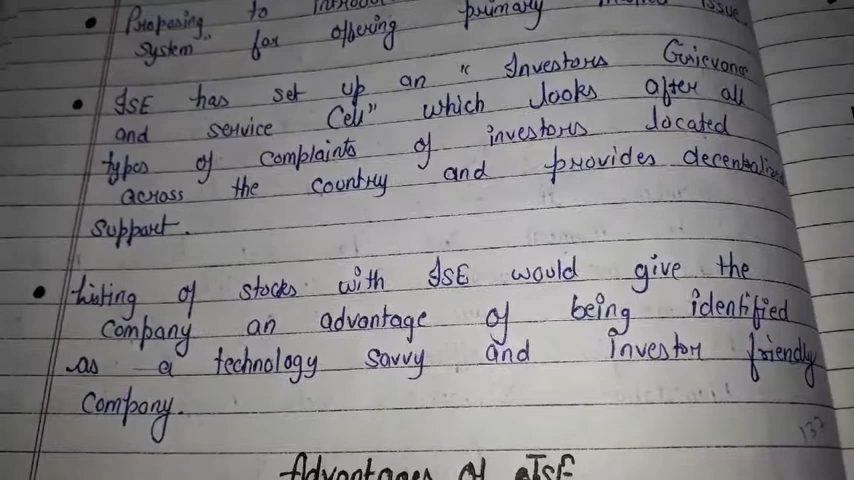 • Proposing to
system" for offering primary issue.
• ISE has set up an " Investors Grievance
and service Cell" which looks after all
types of complaints of investors located
across the country and provides decentralized
support.
• Listing of stocks with ISE would give the
company an advantage of being identified
as a technology savvy and investor friendly
company.
137
Advantages of